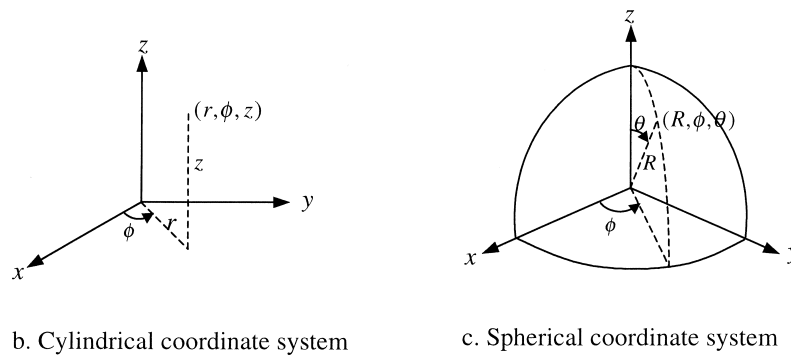 z
(r,ϕ,z)
z
y
r
ϕ
x
b. Cylindrical coordinate system
z
θ
(R,ϕ,θ)
R
ϕ
x
c. Spherical coordinate system